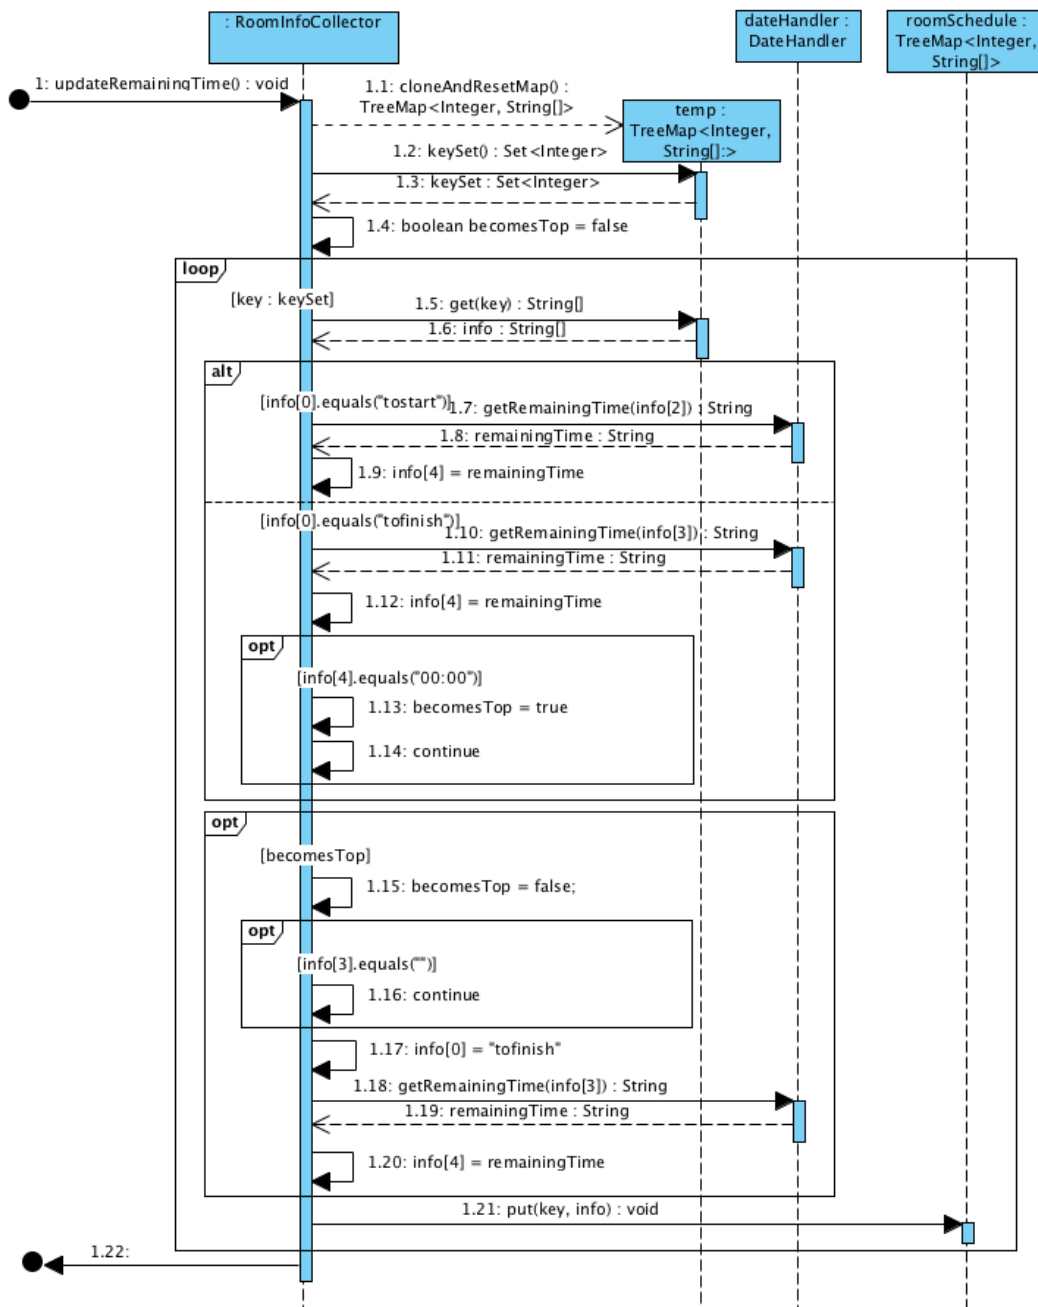 : RoomInfoCollector
dateHandler :
DateHandler
roomSchedule :
TreeMap<Integer,
String[]>
1: updateRemainingTime() : void
1.1: cloneAndResetMap() :
TreeMap<Integer, String[]>
temp :
TreeMap<Integer,
String[]:>
1.2: keySet() : Set<Integer>
1.3: keySet : Set<Integer>
1.4: boolean becomesTop = false
loop
[key : keySet]
1.5: get(key) : String[]
1.6: info : String[]
alt
[info[0].equals("tostart")]
1.7: getRemainingTime(info[2]) : String
1.8: remainingTime : String
1.9: info[4] = remainingTime
[info[0].equals("tofinish")]
1.10: getRemainingTime(info[3]) : String
1.11: remainingTime : String
1.12: info[4] = remainingTime
opt
[info[4].equals("00:00")]
1.13: becomesTop = true
1.14: continue
opt
[becomesTop]
1.15: becomesTop = false;
opt
[info[3].equals("")]
1.16: continue
1.17: info[0] = "tofinish"
1.18: getRemainingTime(info[3]) : String
1.19: remainingTime : String
1.20: info[4] = remainingTime
1.21: put(key, info) : void
1.22: